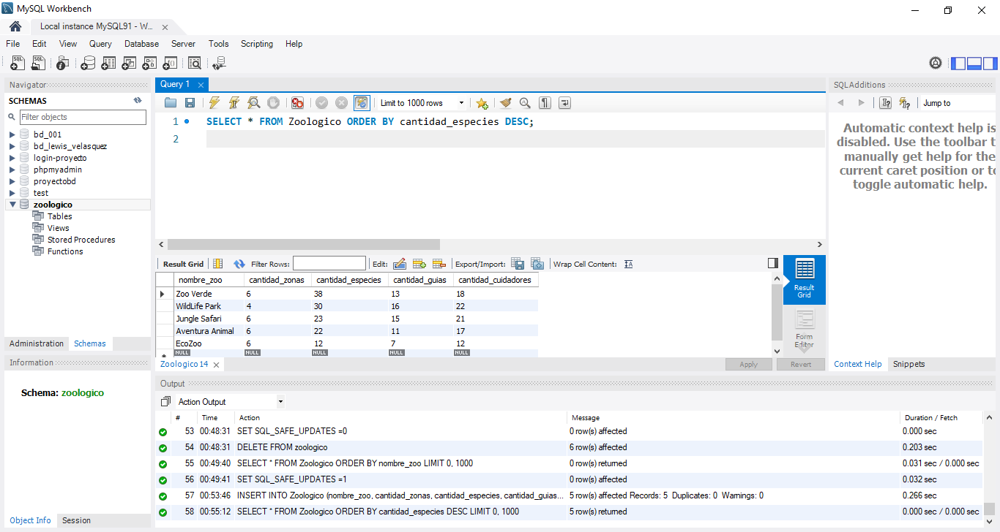 MySQL Workbench
Local instance MySQL91 - W...
File Edit View Query Database Server Tools Scripting Help
Navigator
SCHEMAS
Filter objects
bd_001
bd_lewis_velasquez
login-proyecto
phpmyadmin
proyectobd
test
zoologico
Tables
Views
Stored Procedures
Functions
Administration Schemas
Information
Schema: zoologico
Object Info Session
Query 1
Limit to 1000 rows
1 SELECT * FROM Zoologico ORDER BY cantidad_especies DESC;
2
Result Grid Filter Rows: Edit: Export/Import: Wrap Cell Content:
nombre_zoo cantidad_zonas cantidad_especies cantidad_guias cantidad_cuidadores
Zoo Verde 6 38 13 18
WildLife Park 4 30 16 22
Jungle Safari 6 23 15 21
Aventura Animal 6 22 11 17
EcoZoo 6 12 7 12
NULL NULL NULL NULL NULL
Result Grid
Form Editor
Zoologico 14 Apply Revert
SQLAdditions
Jump to
Automatic context help is
disabled. Use the toolbar t
manually get help for the
current caret position or to
toggle automatic help.
Context Help Snippets
Output
Action Output
# Time Action Message Duration / Fetch
53 00:48:31 SET SQL_SAFE_UPDATES =0 0 row(s) affected 0.000 sec
54 00:48:31 DELETE FROM zoologico 6 row(s) affected 0.203 sec
55 00:49:40 SELECT * FROM Zoologico ORDER BY nombre_zoo LIMIT 0, 1000 0 row(s) returned 0.031 sec / 0.000 sec
56 00:49:41 SET SQL_SAFE_UPDATES =1 0 row(s) affected 0.032 sec
57 00:53:46 INSERT INTO Zoologico (nombre_zoo, cantidad_zonas, cantidad_especies, cantidad_guias... 5 row(s) affected Records: 5 Duplicates: 0 Warnings: 0 0.266 sec
58 00:55:12 SELECT * FROM Zoologico ORDER BY cantidad_especies DESC LIMIT 0, 1000 5 row(s) returned 0.000 sec / 0.000 sec